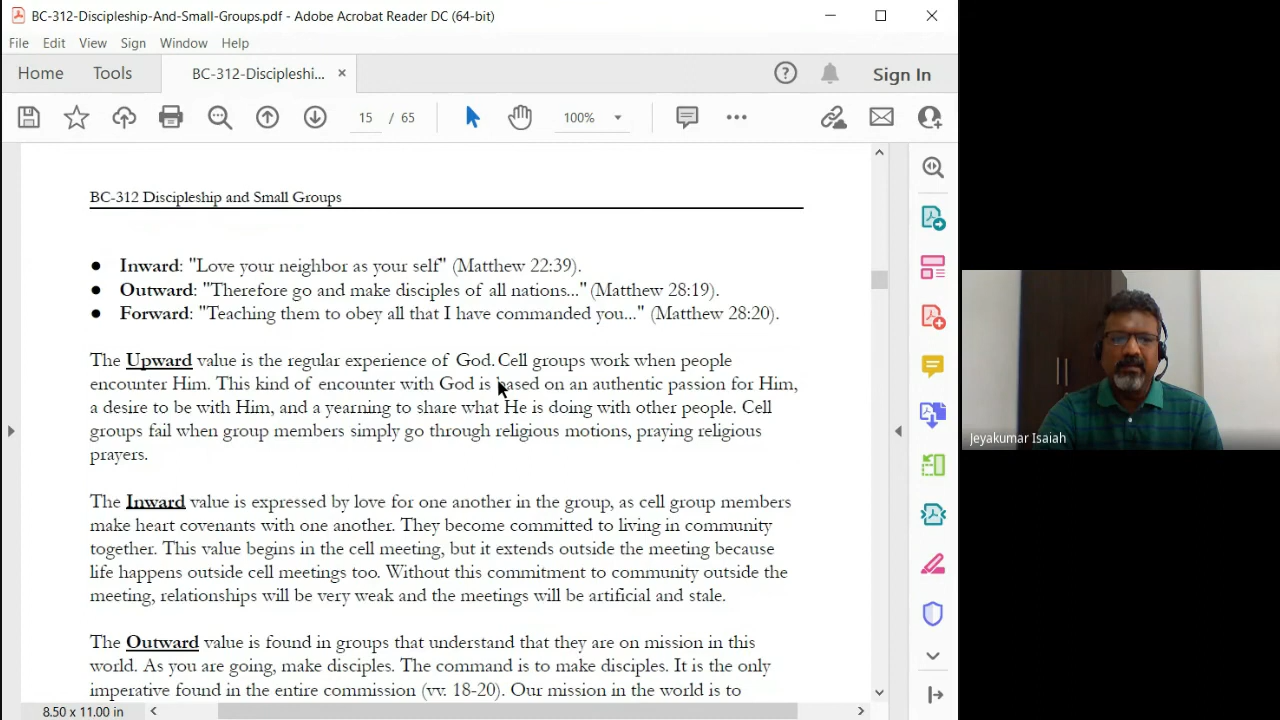 BC-312-Discipleship-And-Small-Groups.pdf - Adobe Acrobat Reader DC (64-bit)
File Edit View Sign Window Help
Home Tools BC-312-Discipleshi... × Sign In
15 / 65 100%
BC-312 Discipleship and Small Groups
● Inward: "Love your neighbor as your self" (Matthew 22:39).
● Outward: "Therefore go and make disciples of all nations..." (Matthew 28:19).
● Forward: "Teaching them to obey all that I have commanded you..." (Matthew 28:20).
The Upward value is the regular experience of God. Cell groups work when people
encounter Him. This kind of encounter with God is based on an authentic passion for Him,
a desire to be with Him, and a yearning to share what He is doing with other people. Cell
groups fail when group members simply go through religious motions, praying religious
prayers.
The Inward value is expressed by love for one another in the group, as cell group members
make heart covenants with one another. They become committed to living in community
together. This value begins in the cell meeting, but it extends outside the meeting because
life happens outside cell meetings too. Without this commitment to community outside the
meeting, relationships will be very weak and the meetings will be artificial and stale.
The Outward value is found in groups that understand that they are on mission in this
world. As you are going, make disciples. The command is to make disciples. It is the only
imperative found in the entire commission (vv. 18-20). Our mission in the world is to
8.50 x 11.00 in
Jeyakumar Isaiah